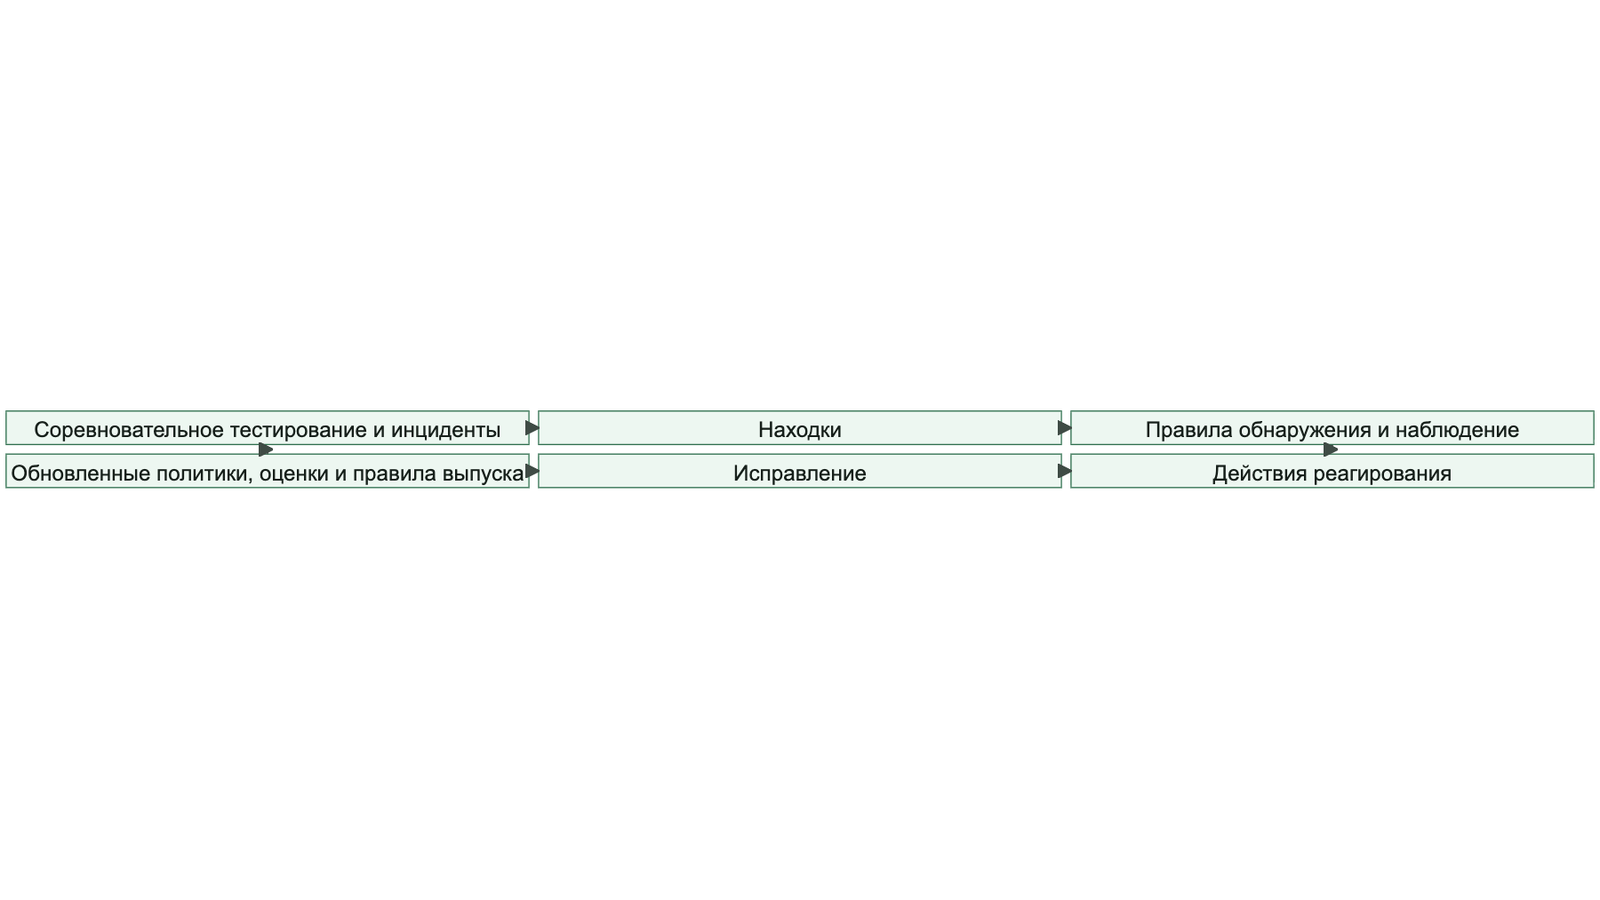 Соревновательное тестирование и инциденты
Находки
Правила обнаружения и наблюдение
Обновленные политики, оценки и правила выпуска
Исправление
Действия реагирования